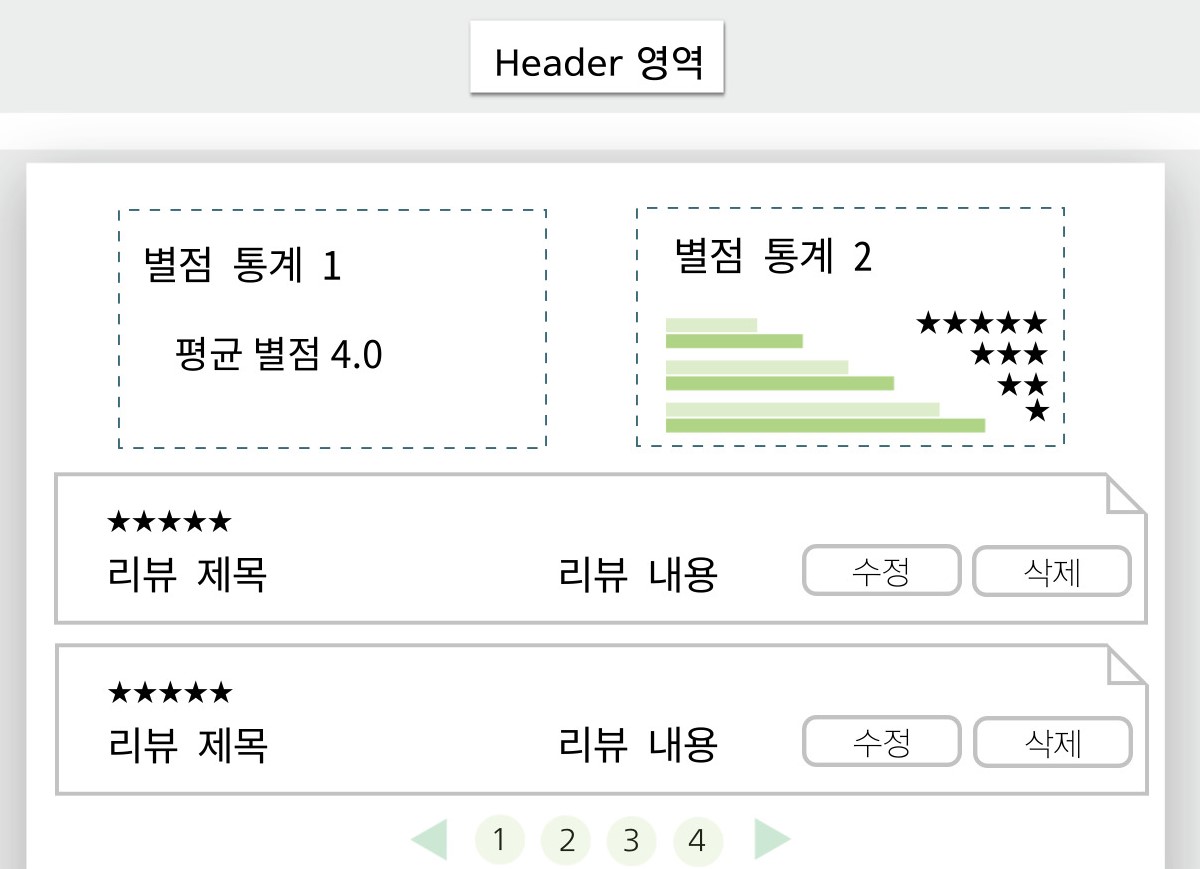 Header 영역
별점 통계 1
평균 별점 4.0
별점 통계 2
★★★★★
★★★
★★
★
★★★★★
리뷰 제목 리뷰 내용 수정 삭제
★★★★★
리뷰 제목 리뷰 내용 수정 삭제
1 2 3 4